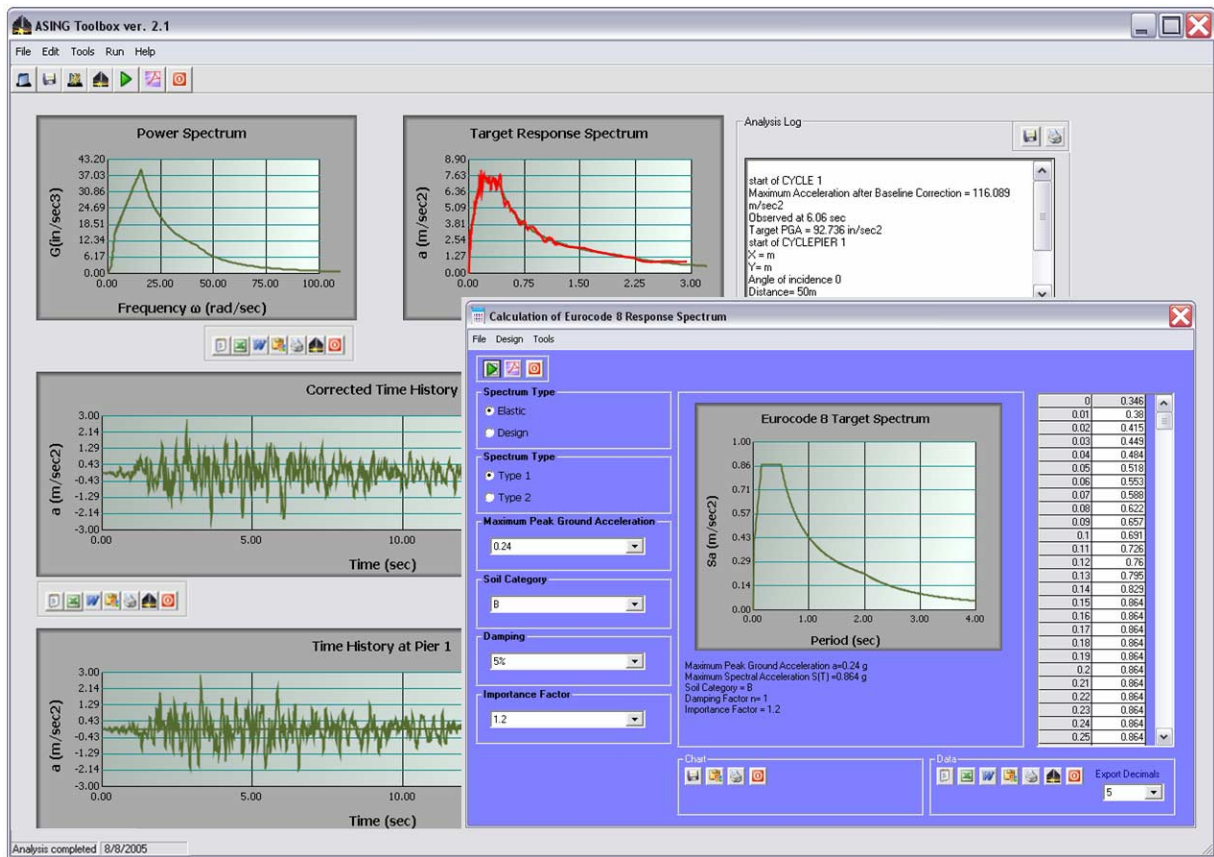 ASING Toolbox ver. 2.1
File Edit Tools Run Help
Power Spectrum
G(in/sec3)
43.20
37.03
30.86
24.69
18.51
12.34
6.17
0.00
0.00 25.00 50.00 75.00 100.00
Frequency ω (rad/sec)
Target Response Spectrum
a (m/sec2)
8.90
7.63
6.36
5.09
3.81
2.54
1.27
0.00
0.00 0.75 1.50 2.25 3.00
Analysis Log
start of CYCLE 1
Maximum Acceleration after Baseline Correction = 116.089
m/sec2
Observed at 6.06 sec
Target PGA = 92.736 in/sec2
start of CYCLEPIER 1
X = m
Y= m
Angle of incidence 0
Distance= 50m
Corrected Time History
a (m/sec2)
3.00
2.14
1.29
0.43
-0.43
-1.29
-2.14
-3.00
0.00 5.00 10.00
Time (sec)
Time History at Pier 1
a (m/sec2)
3.00
2.14
1.29
0.43
-0.43
-1.29
-2.14
-3.00
0.00 5.00 10.00
Time (sec)
Analysis completed 8/8/2005
Calculation of Eurocode 8 Response Spectrum
File Design Tools
Spectrum Type
Elastic
Design
Spectrum Type
Type 1
Type 2
Maximum Peak Ground Acceleration
0.24
Soil Category
B
Damping
5%
Importance Factor
1.2
Eurocode 8 Target Spectrum
Sa (m/sec2)
1.00
0.86
0.71
0.57
0.43
0.29
0.14
0.00
0.00 1.00 2.00 3.00 4.00
Period (sec)
Maximum Peak Ground Acceleration a=0.24 g
Maximum Spectral Acceleration S(T) =0.864 g
Soil Category = B
Damping Factor n= 1
Importance Factor = 1.2
0 0.346
0.01 0.38
0.02 0.415
0.03 0.449
0.04 0.484
0.05 0.518
0.06 0.553
0.07 0.588
0.08 0.622
0.09 0.657
0.1 0.691
0.11 0.726
0.12 0.76
0.13 0.795
0.14 0.829
0.15 0.864
0.16 0.864
0.17 0.864
0.18 0.864
0.19 0.864
0.2 0.864
0.21 0.864
0.22 0.864
0.23 0.864
0.24 0.864
0.25 0.864
Chart
Data
Export Decimals
5